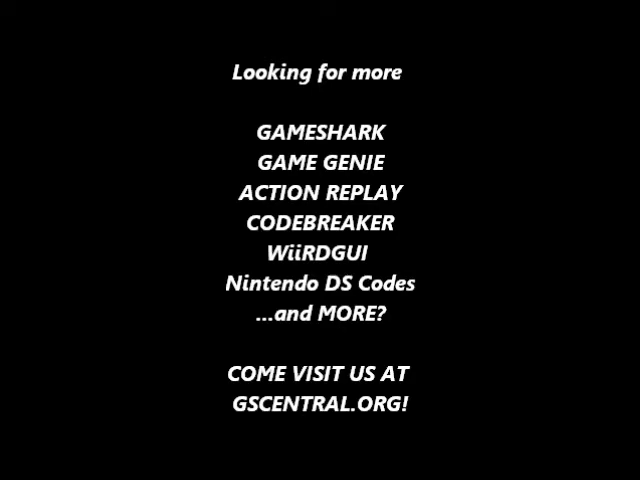 Looking for more
GAMESHARK
GAME GENIE
ACTION REPLAY
CODEBREAKER
WiiRDGUI
Nintendo DS Codes
...and MORE?
COME VISIT US AT
GSCENTRAL.ORG!